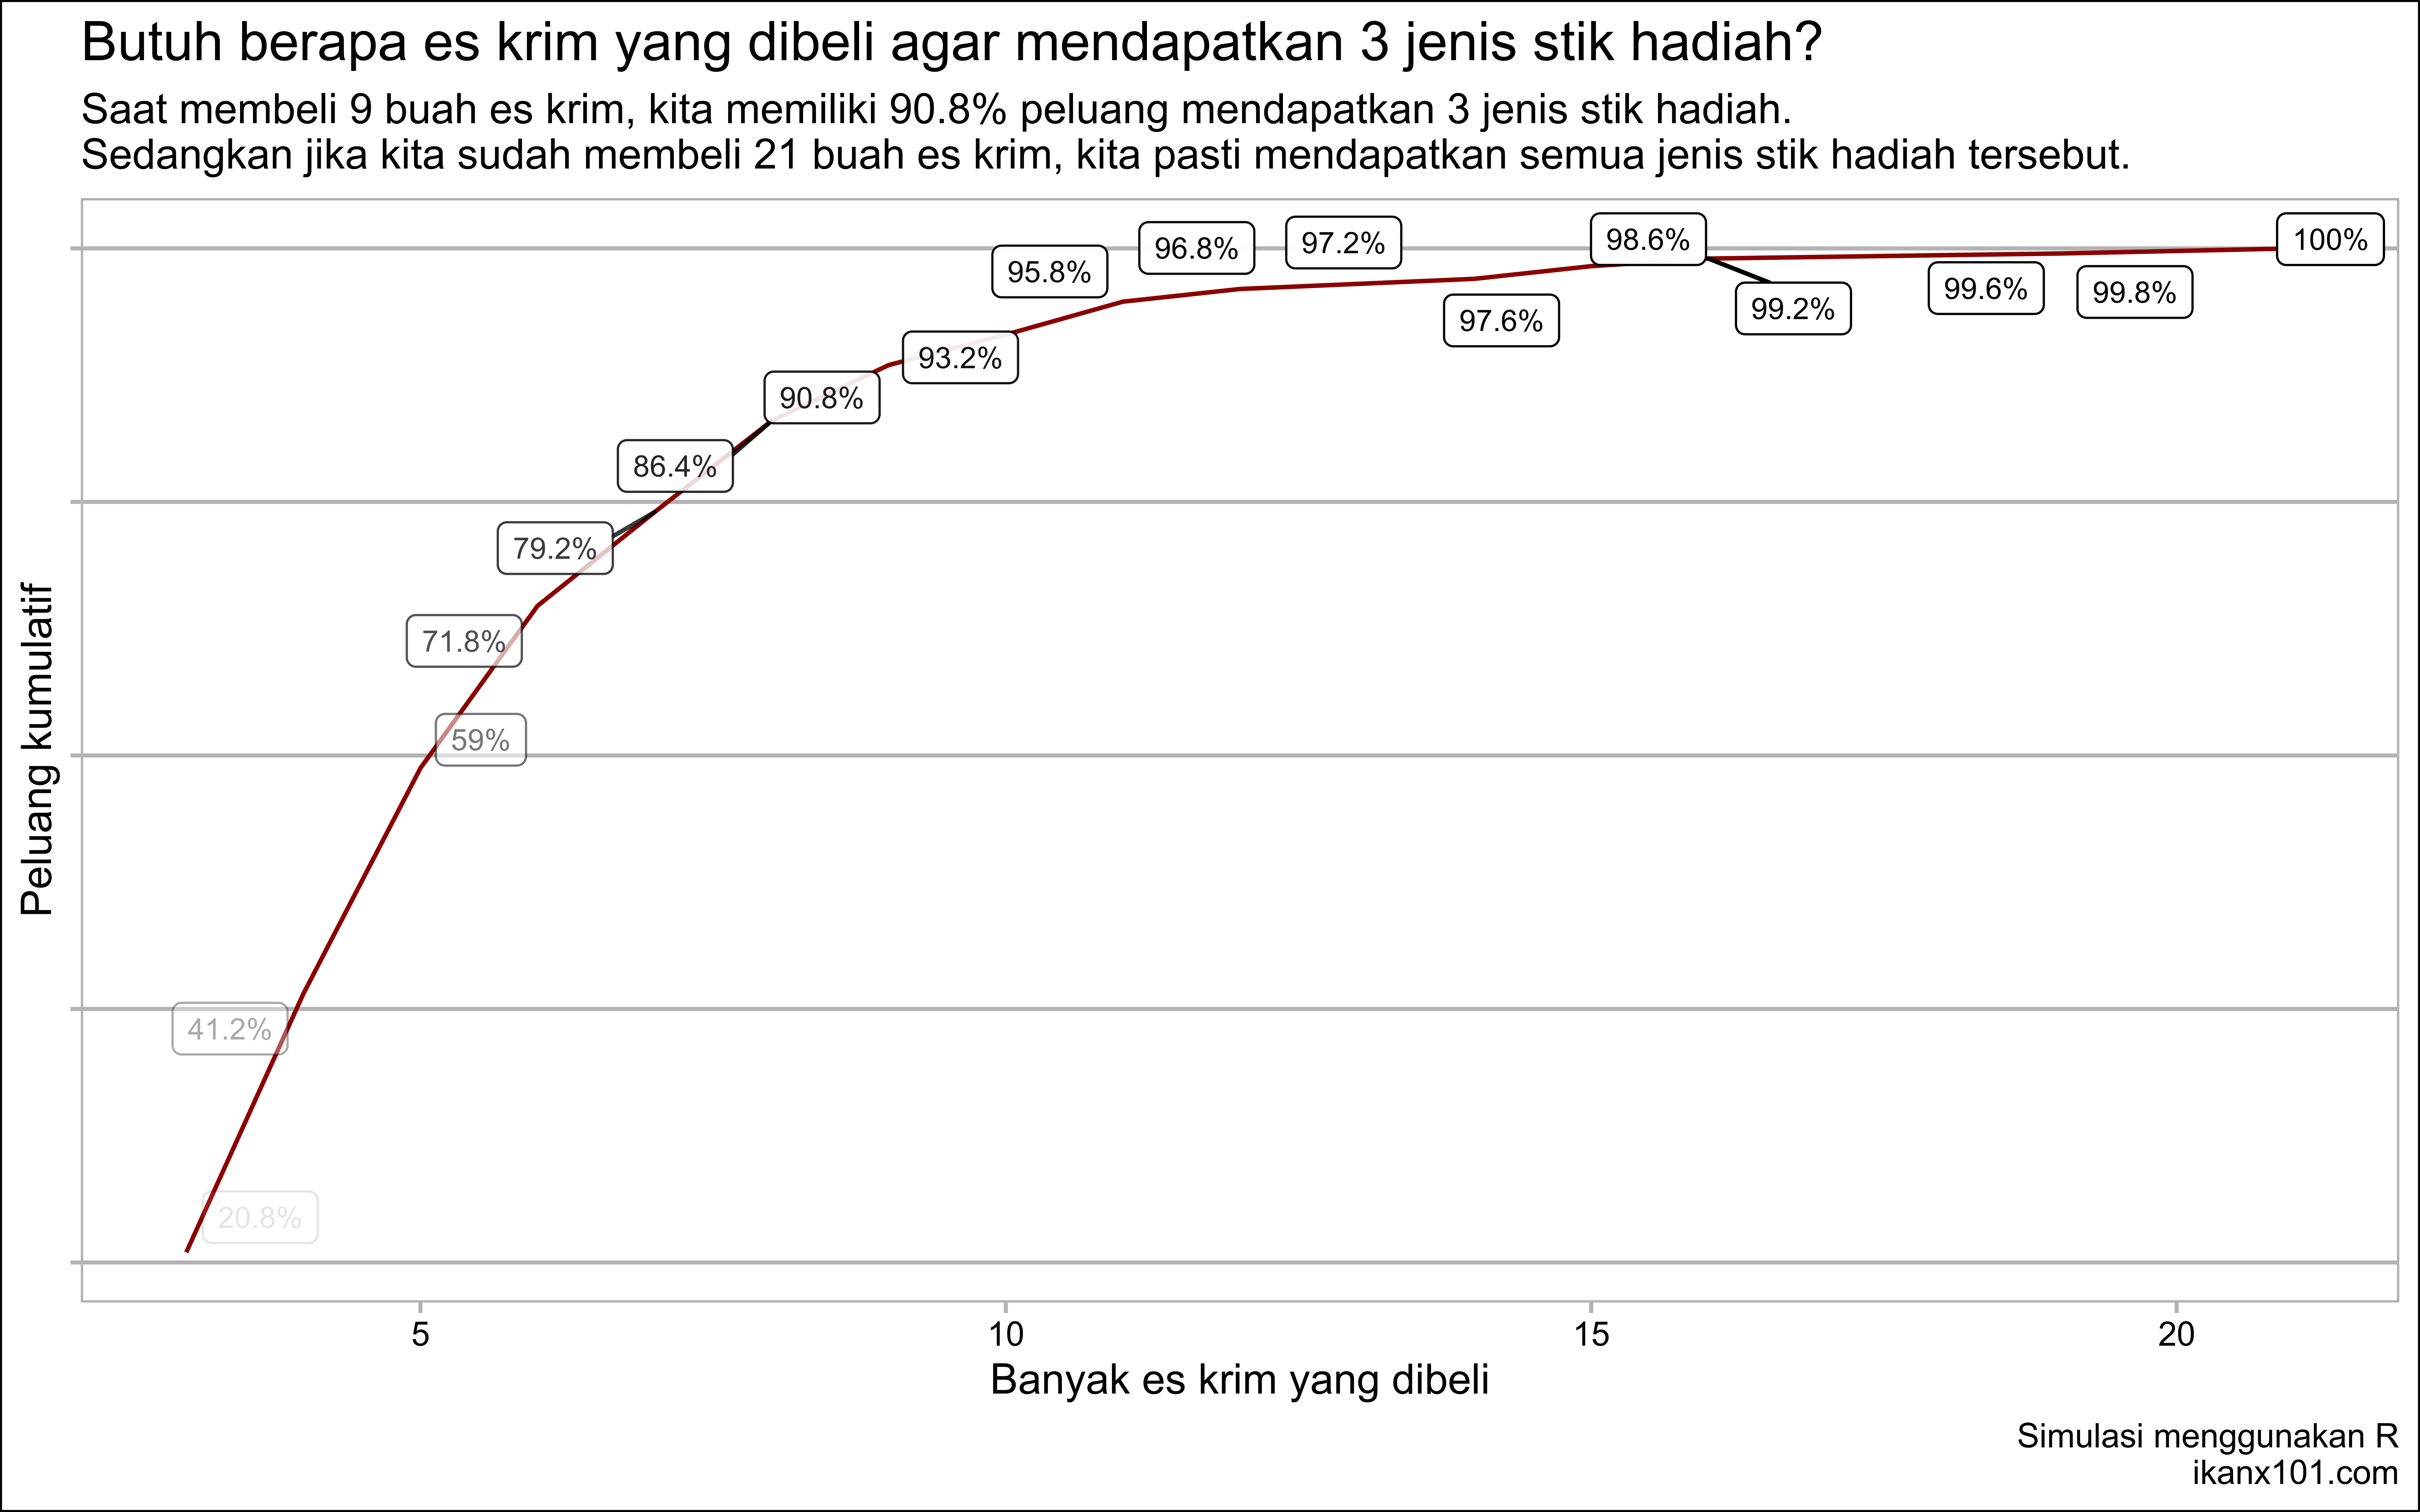 Butuh berapa es krim yang dibeli agar mendapatkan 3 jenis stik hadiah?
Saat membeli 9 buah es krim, kita memiliki 90.8% peluang mendapatkan 3 jenis stik hadiah.
Sedangkan jika kita sudah membeli 21 buah es krim, kita pasti mendapatkan semua jenis stik hadiah tersebut.
Peluang kumulatif
20.8%
41.2%
59%
71.8%
79.2%
86.4%
90.8%
93.2%
95.8%
96.8%
97.2%
97.6%
98.6%
99.2%
99.6%
99.8%
100%
5 10 15 20
Banyak es krim yang dibeli
Simulasi menggunakan R
ikanx101.com